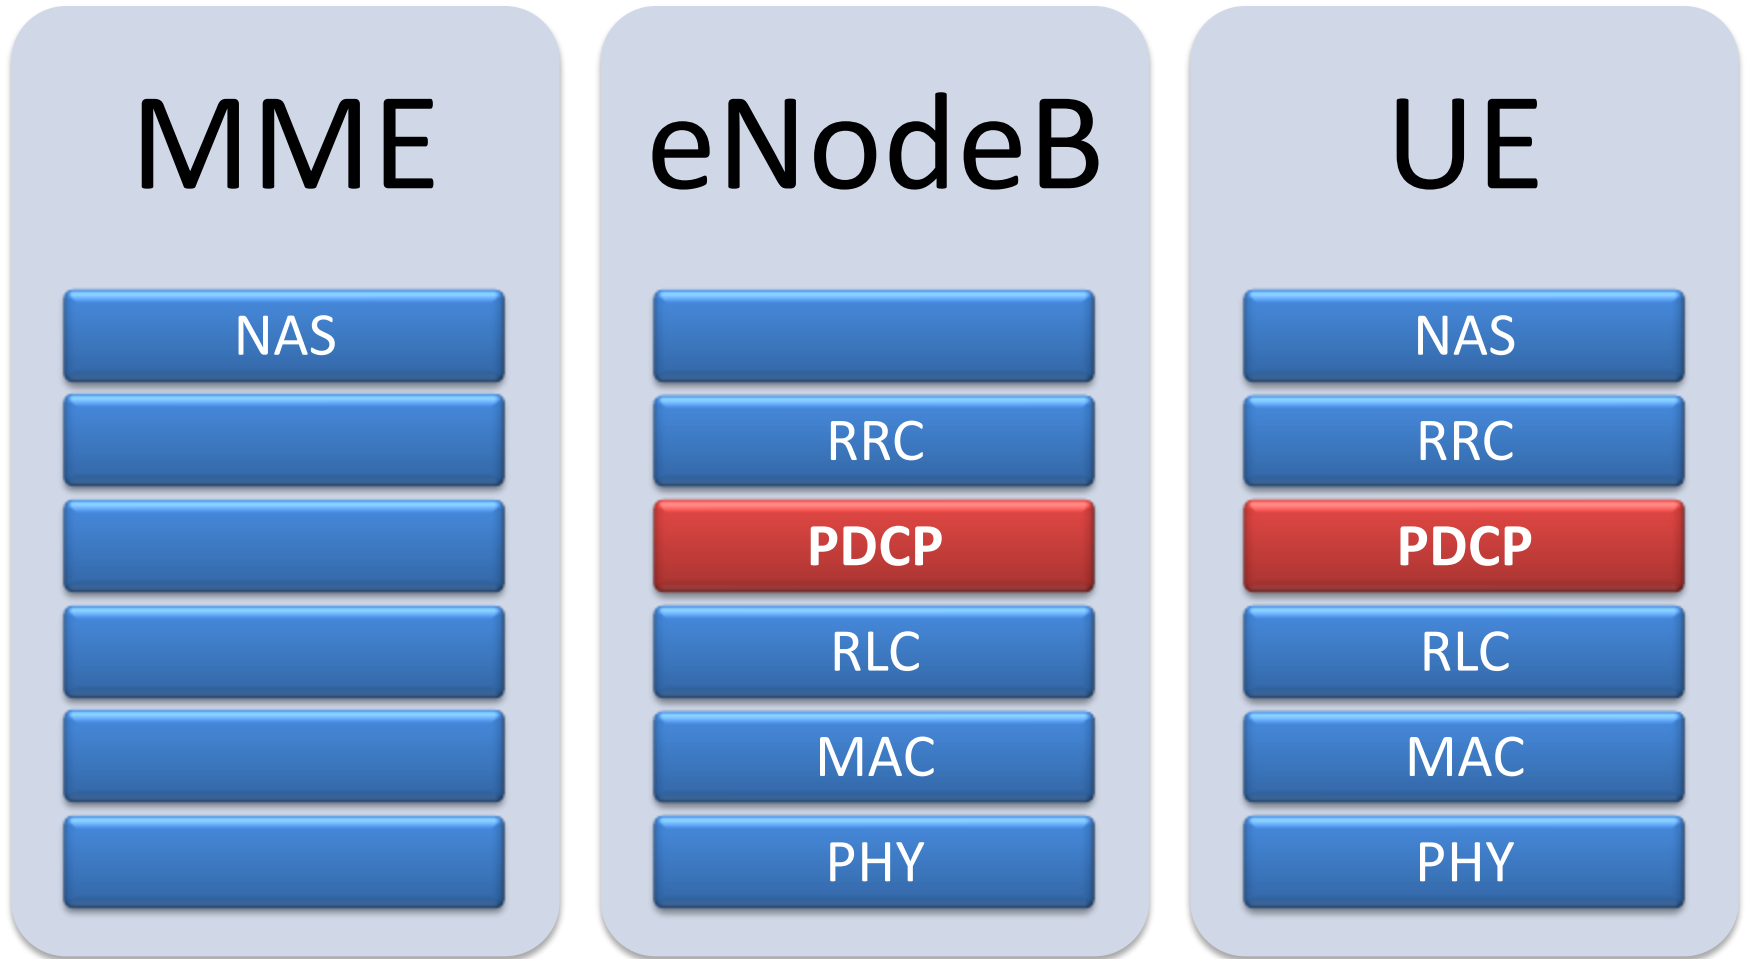 MME
NAS
eNodeB
RRC
PDCP
RLC
MAC
PHY
UE
NAS
RRC
PDCP
RLC
MAC
PHY